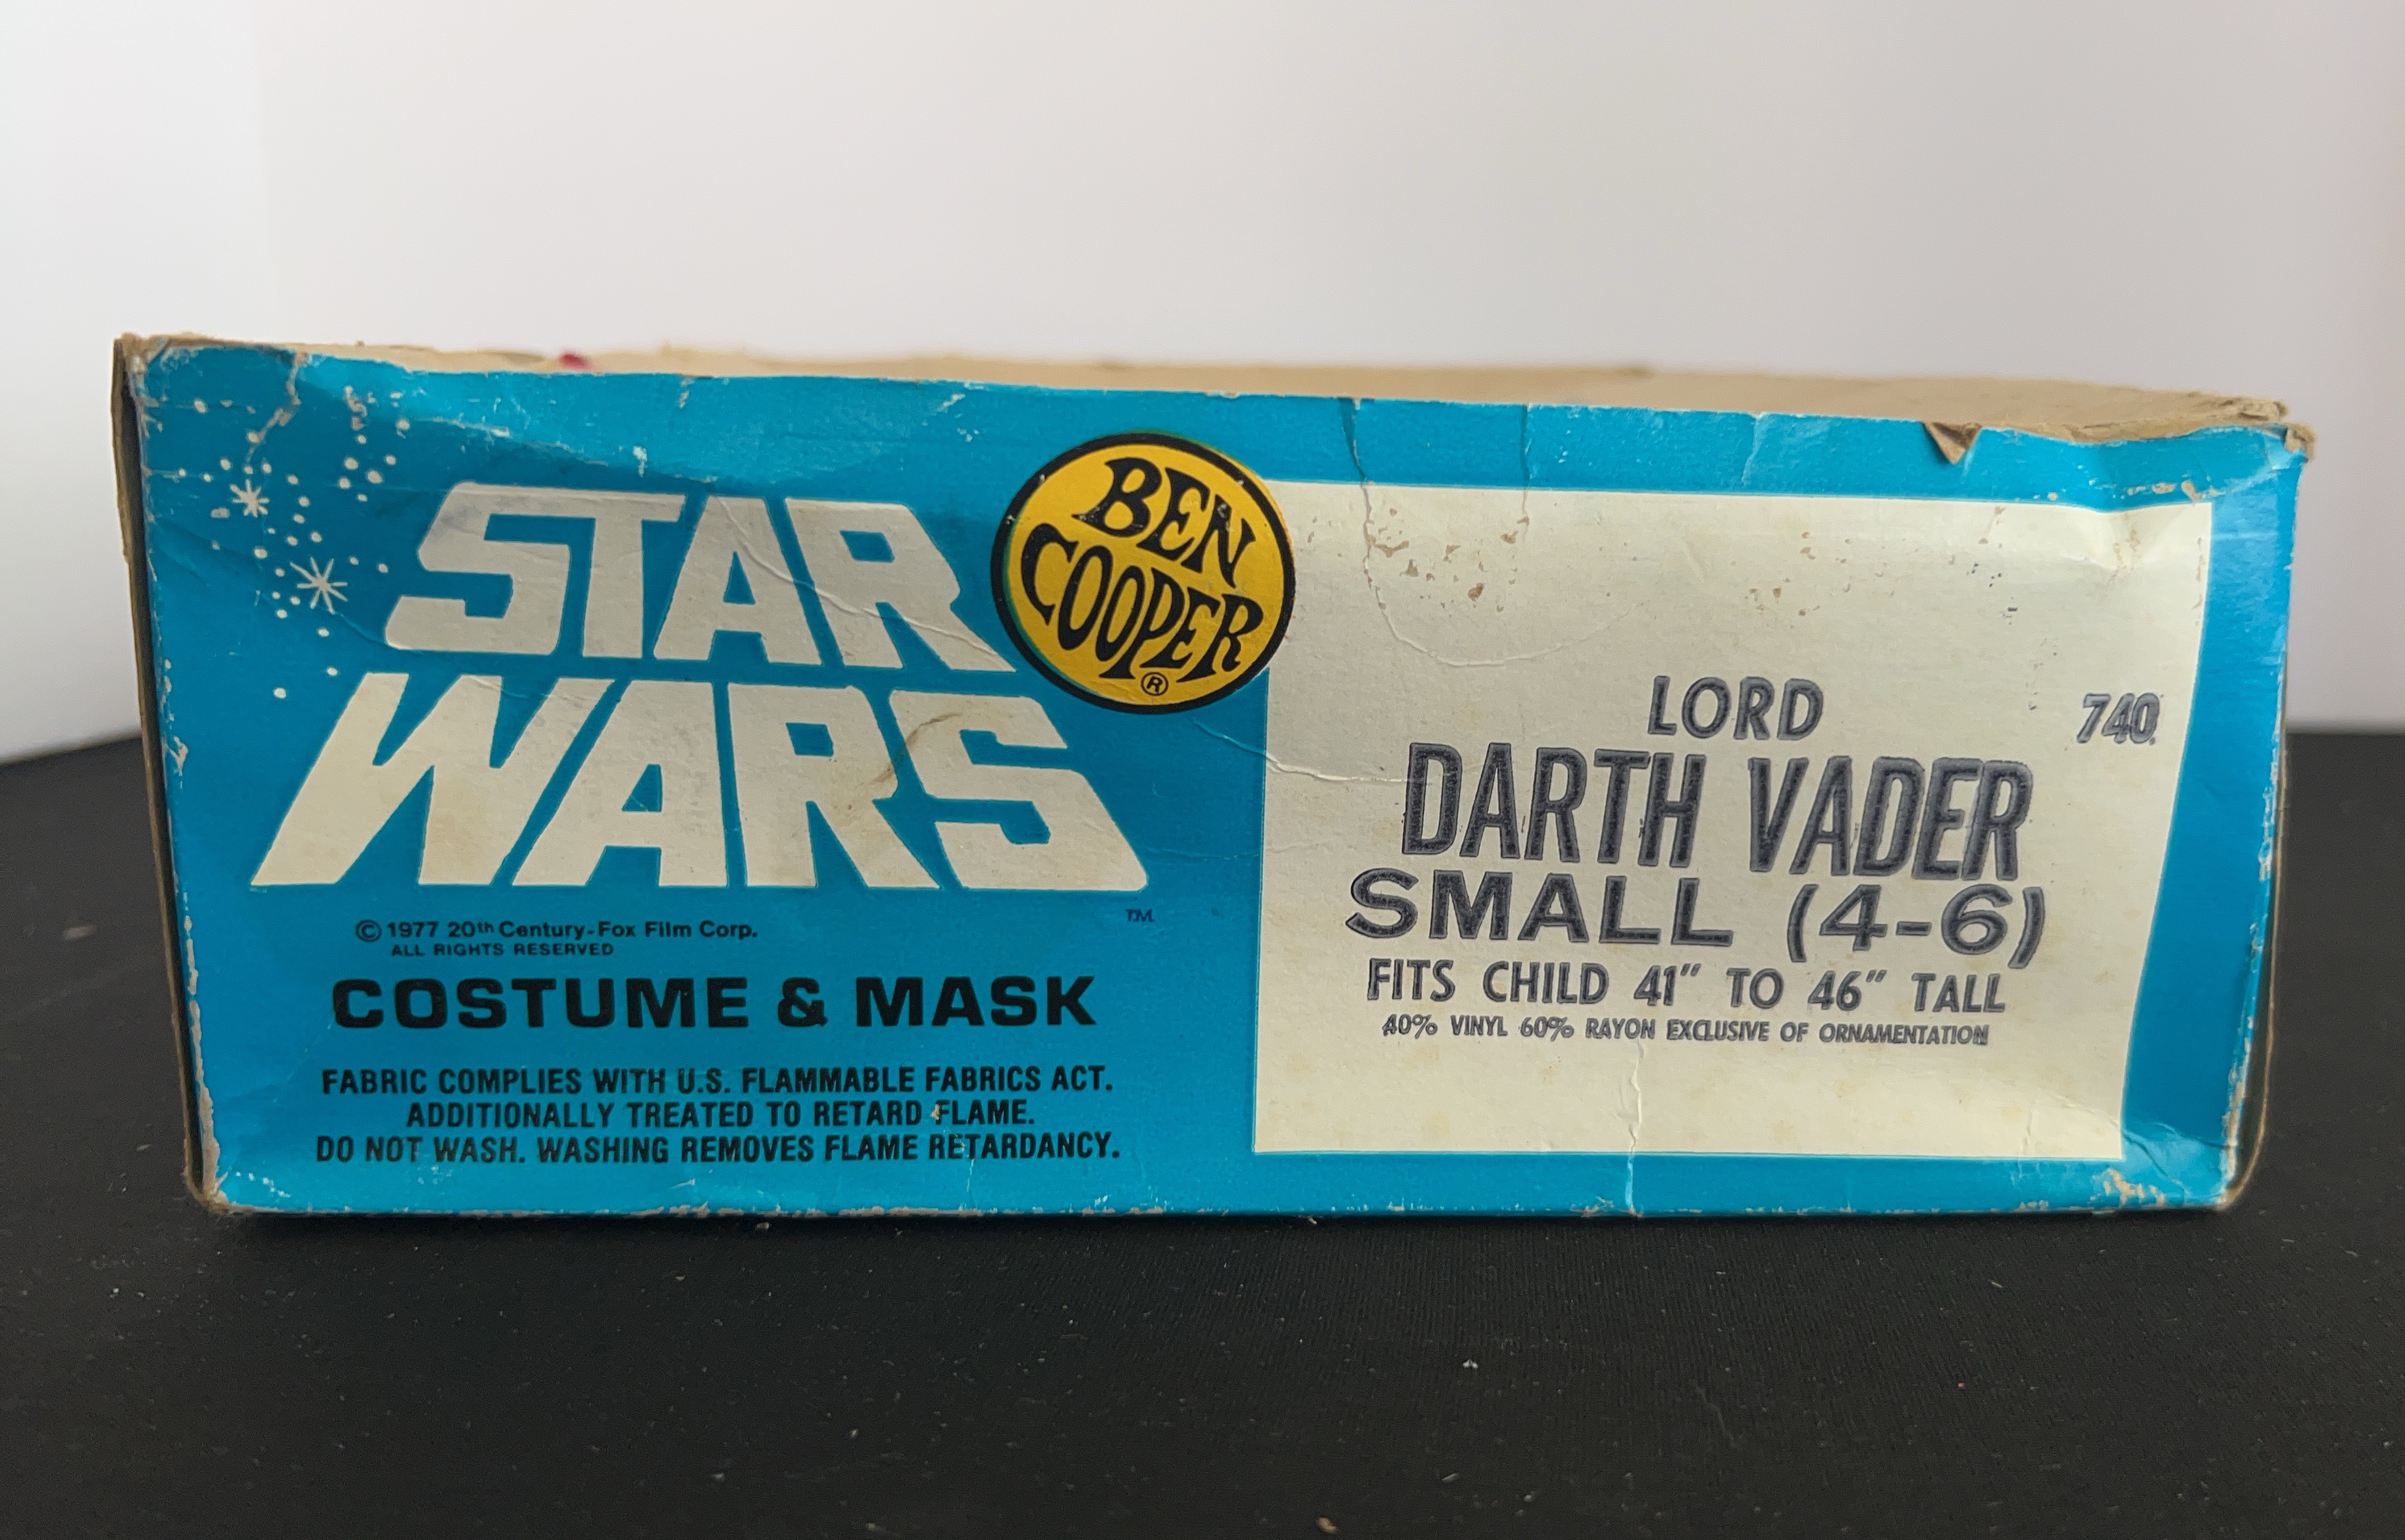 STAR
WARS
TM
© 1977 20th Century-Fox Film Corp.
ALL RIGHTS RESERVED
COSTUME & MASK
FABRIC COMPLIES WITH U.S. FLAMMABLE FABRICS ACT.
ADDITIONALLY TREATED TO RETARD FLAME.
DO NOT WASH. WASHING REMOVES FLAME RETARDANCY.
BEN
COOPER
®
LORD
740
DARTH VADER
SMALL (4-6)
FITS CHILD 41" TO 46" TALL
40% VINYL 60% RAYON EXCLUSIVE OF ORNAMENTATION